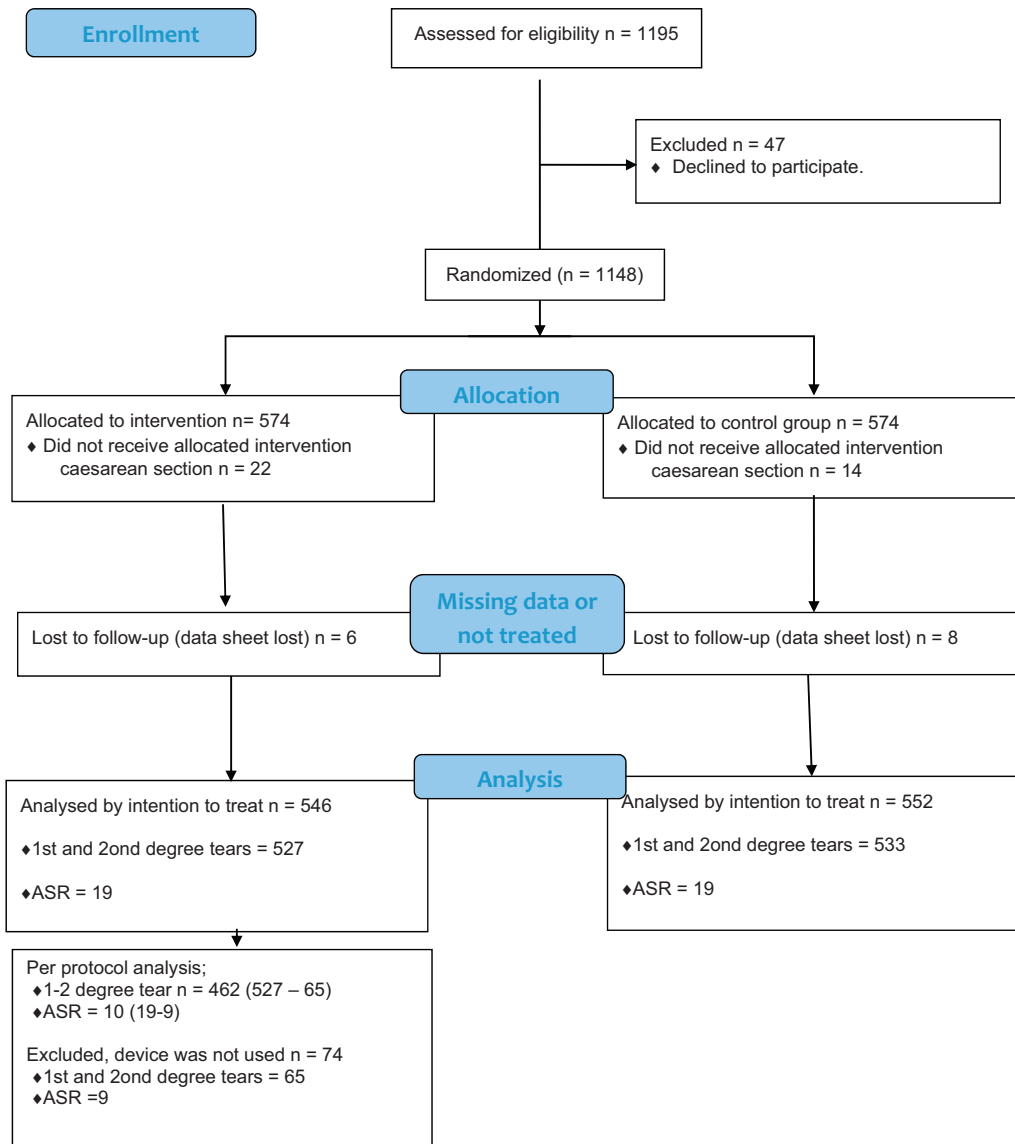 Enrollment
Assessed for eligibility n = 1195
Excluded n = 47
♦ Declined to participate.
Randomized (n = 1148)
Allocation
Allocated to intervention n= 574
♦ Did not receive allocated intervention
caesarean section n = 22
Allocated to control group n = 574
♦ Did not receive allocated intervention
caesarean section n = 14
Missing data or
not treated
Lost to follow-up (data sheet lost) n = 6
Lost to follow-up (data sheet lost) n = 8
Analysis
Analysed by intention to treat n = 546
♦1st and 2ond degree tears = 527
♦ASR = 19
Analysed by intention to treat n = 552
♦1st and 2ond degree tears = 533
♦ASR = 19
Per protocol analysis;
♦1-2 degree tear n = 462 (527 – 65)
♦ASR = 10 (19-9)
Excluded, device was not used n = 74
♦1st and 2ond degree tears = 65
♦ASR =9